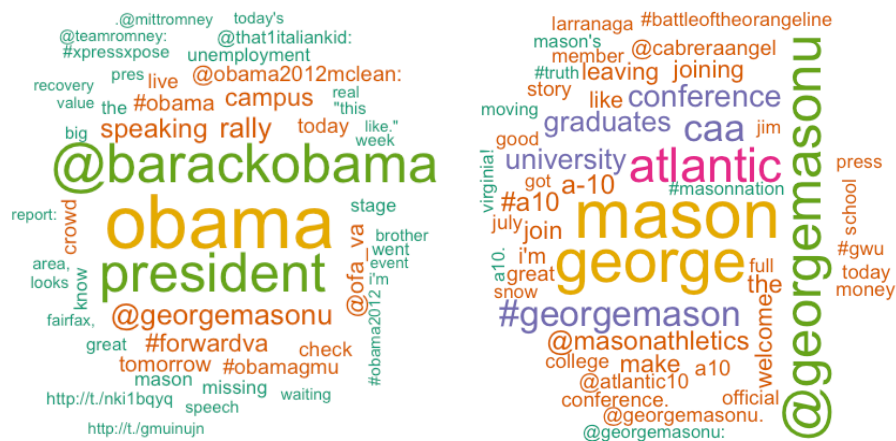 .@mittromney today's
@teamromney: @that1italiankid:
#xpressxpose unemployment
recovery pres live @obama2012mclean: real
value the #obama campus "this
big speaking rally today like."
week
@barackobama
report: crowd obama stage
area, @ofa_va brother
looks know president went
event
i'm
fairfax, @georgemasonu #obama2012
great #forwardva check
tomorrow #obamagmu
mason missing waiting
http://t./nki1bqyq speech
http://t./gmuinujn
larranaga #battleoftheorangeline
mason's member @cabreraangel
#truth leaving joining
story like conference
moving graduates caa jim
good university atlantic
virginia! got a-10 #masonnation press
#a10 mason school
july join @georgemasonu
i'm george #gwu
a10. great full today
snow the money
#georgemason welcome
@masonathletics
college make a10
@atlantic10 official
conference. @georgemasonu.
@georgemasonu: